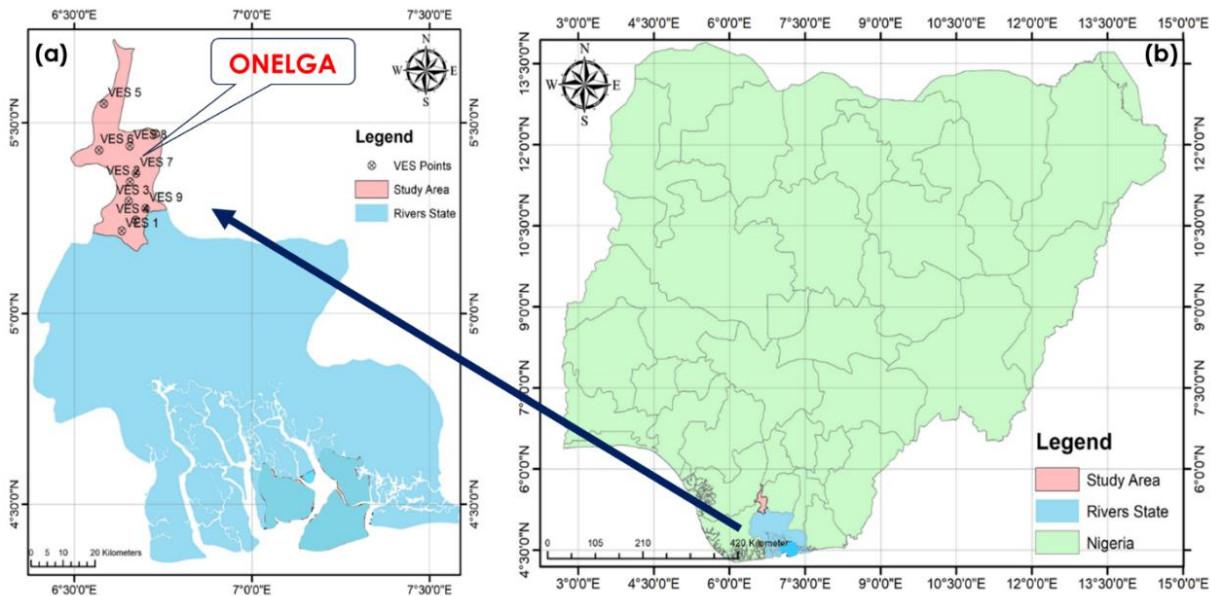 6°30'0"E 7°0'0"E 7°30'0"E
(a)
ONELGA
N
W E
S
VES 5
5°30'0"N
5°30'0"N
VES 6
VES 8
VES 7
VES 3
VES 9
VES 4
VES 1
Legend
VES Points
Study Area
Rivers State
5°0'0"N
5°0'0"N
4°30'0"N
4°30'0"N
0 5 10 20 Kilometers
6°30'0"E 7°0'0"E 7°30'0"E
3°0'0"E 4°30'0"E 6°0'0"E 7°30'0"E 9°0'0"E 10°30'0"E 12°0'0"E 13°30'0"E 15°0'0"E
(b)
N
W E
S
13°30'0"N
13°30'0"N
12°0'0"N
12°0'0"N
10°30'0"N
10°30'0"N
9°0'0"N
9°0'0"N
7°30'0"N
7°30'0"N
6°0'0"N
6°0'0"N
4°30'0"N
4°30'0"N
Legend
Study Area
Rivers State
Nigeria
0 105 210 420 Kilometers
3°0'0"E 4°30'0"E 6°0'0"E 7°30'0"E 9°0'0"E 10°30'0"E 12°0'0"E 13°30'0"E 15°0'0"E